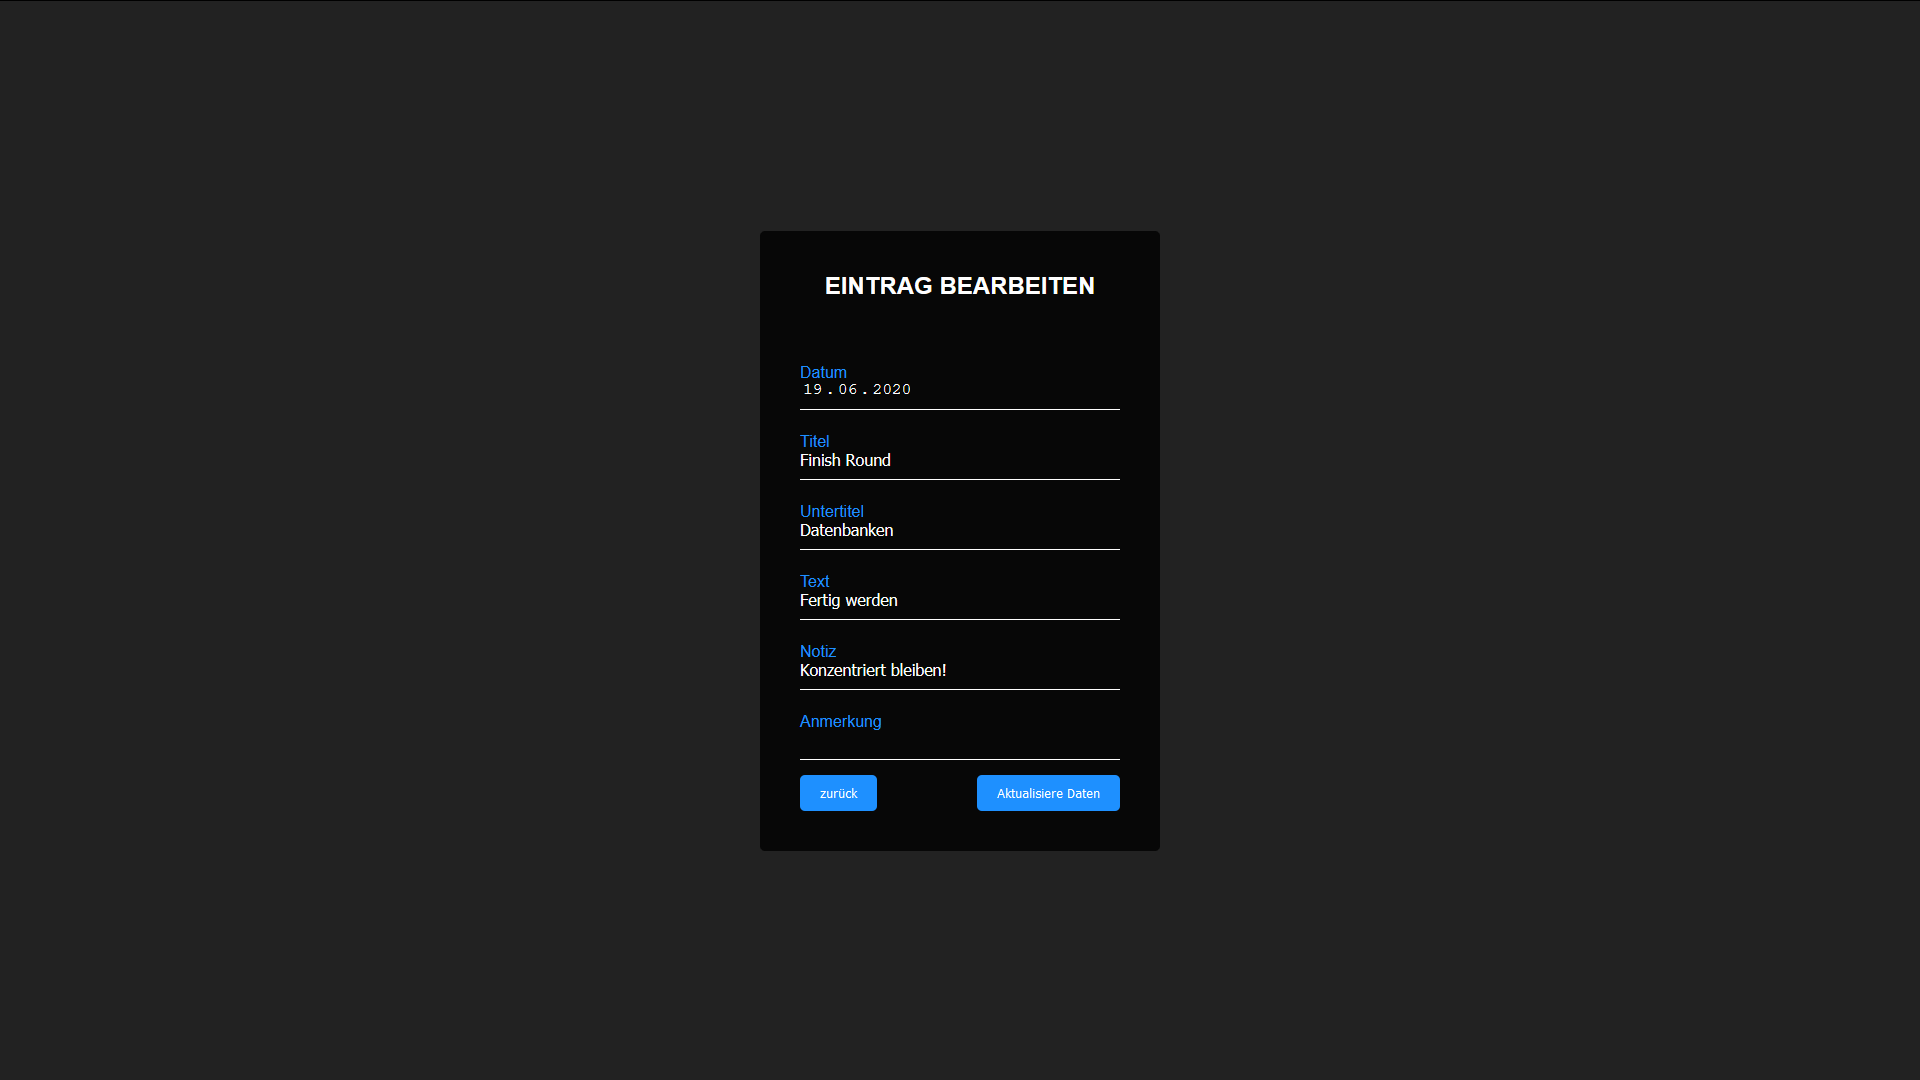 EINTRAG BEARBEITEN
Datum
19.06.2020
Titel
Finish Round
Untertitel
Datenbanken
Text
Fertig werden
Notiz
Konzentriert bleiben!
Anmerkung
zurück Aktualisiere Daten